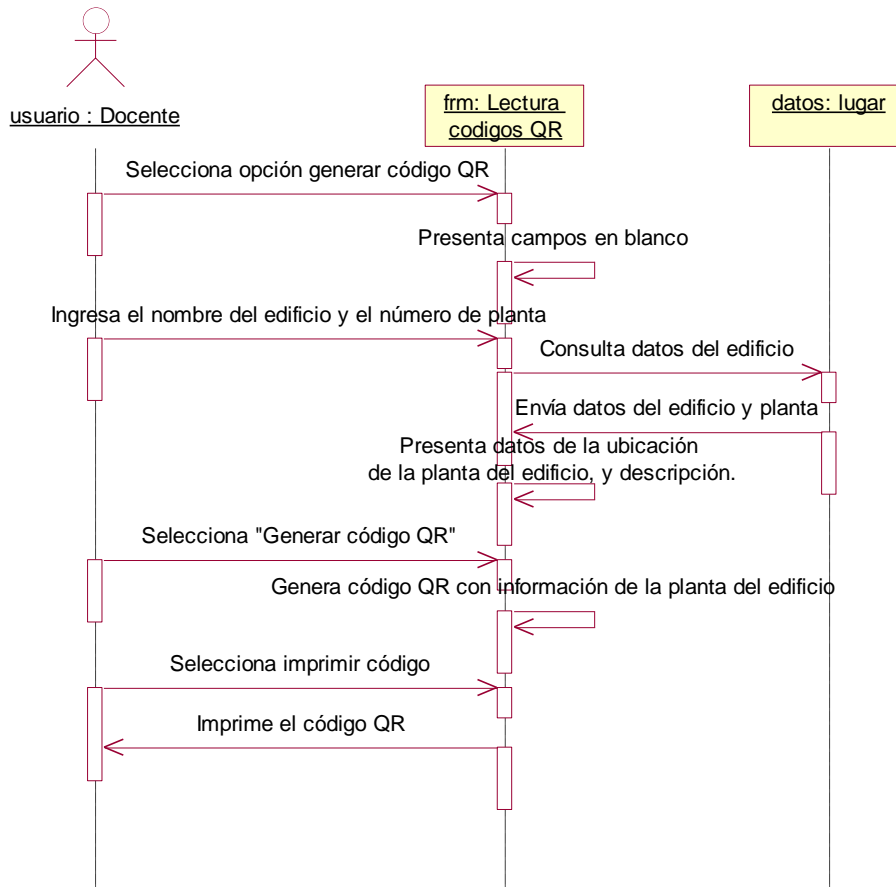 usuario : Docente
frm: Lectura
codigos QR
datos: lugar
Selecciona opción generar código QR
Presenta campos en blanco
Ingresa el nombre del edificio y el número de planta
Consulta datos del edificio
Envía datos del edificio y planta
Presenta datos de la ubicación
de la planta del edificio, y descripción.
Selecciona "Generar código QR"
Genera código QR con información de la planta del edificio
Selecciona imprimir código
Imprime el código QR